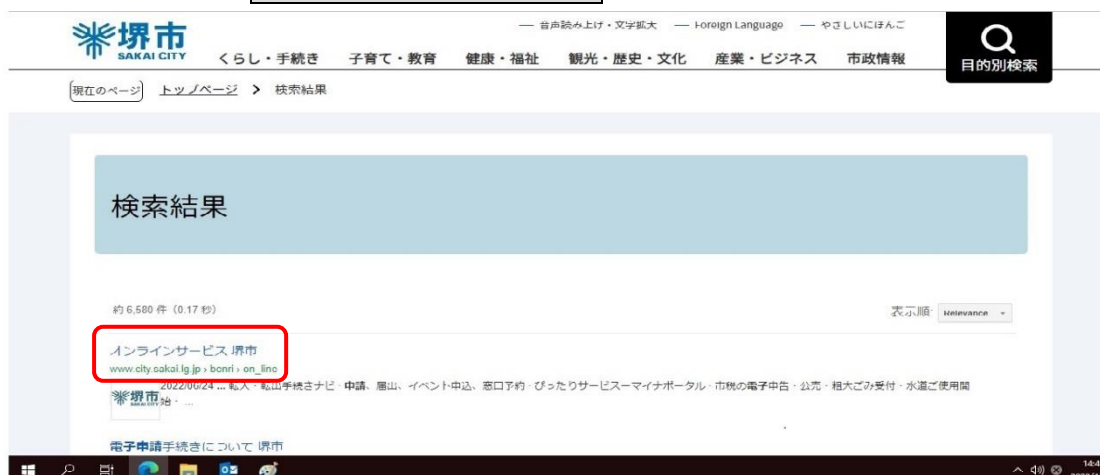 音声読み上げ・文字拡大 Foreign Language やさしいにほんご
堺市
SAKAI CITY
くらし・手続き 子育て・教育 健康・福祉 観光・歴史・文化 産業・ビジネス 市政情報
目的別検索
現在のページ トップページ > 検索結果
検索結果
約 6,580 件 (0.17 秒)
表示順: Relevance
オンラインサービス 堺市
www.city.sakai.lg.jp › benri › on_line
2022/06/24 ... 転入・転出手続きナビ · 申請、届出、イベント申込、窓口予約 · ぴったりサービスーマイナポータル · 市税の電子申告 · 公売 · 粗大ごみ受付 · 水道ご使用開
始 · ...
堺市
電子申請手続きについて 堺市